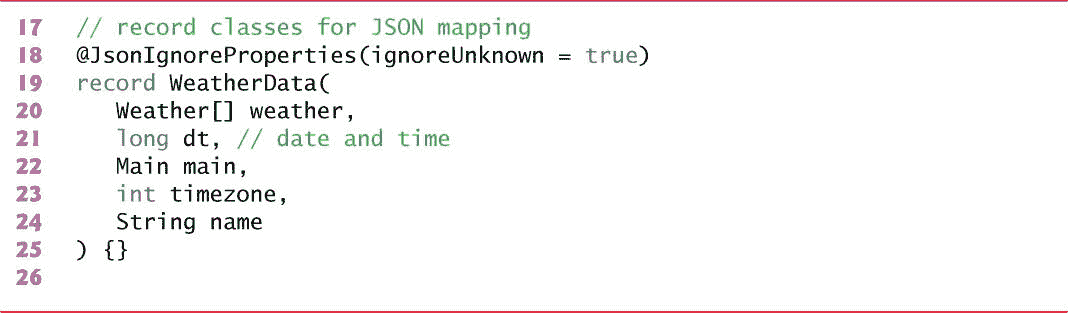 17 // record classes for JSON mapping
18 @JsonIgnoreProperties(ignoreUnknown = true)
19 record WeatherData(
20    Weather[] weather,
21    long dt, // date and time
22    Main main,
23    int timezone,
24    String name
25 ) {}
26